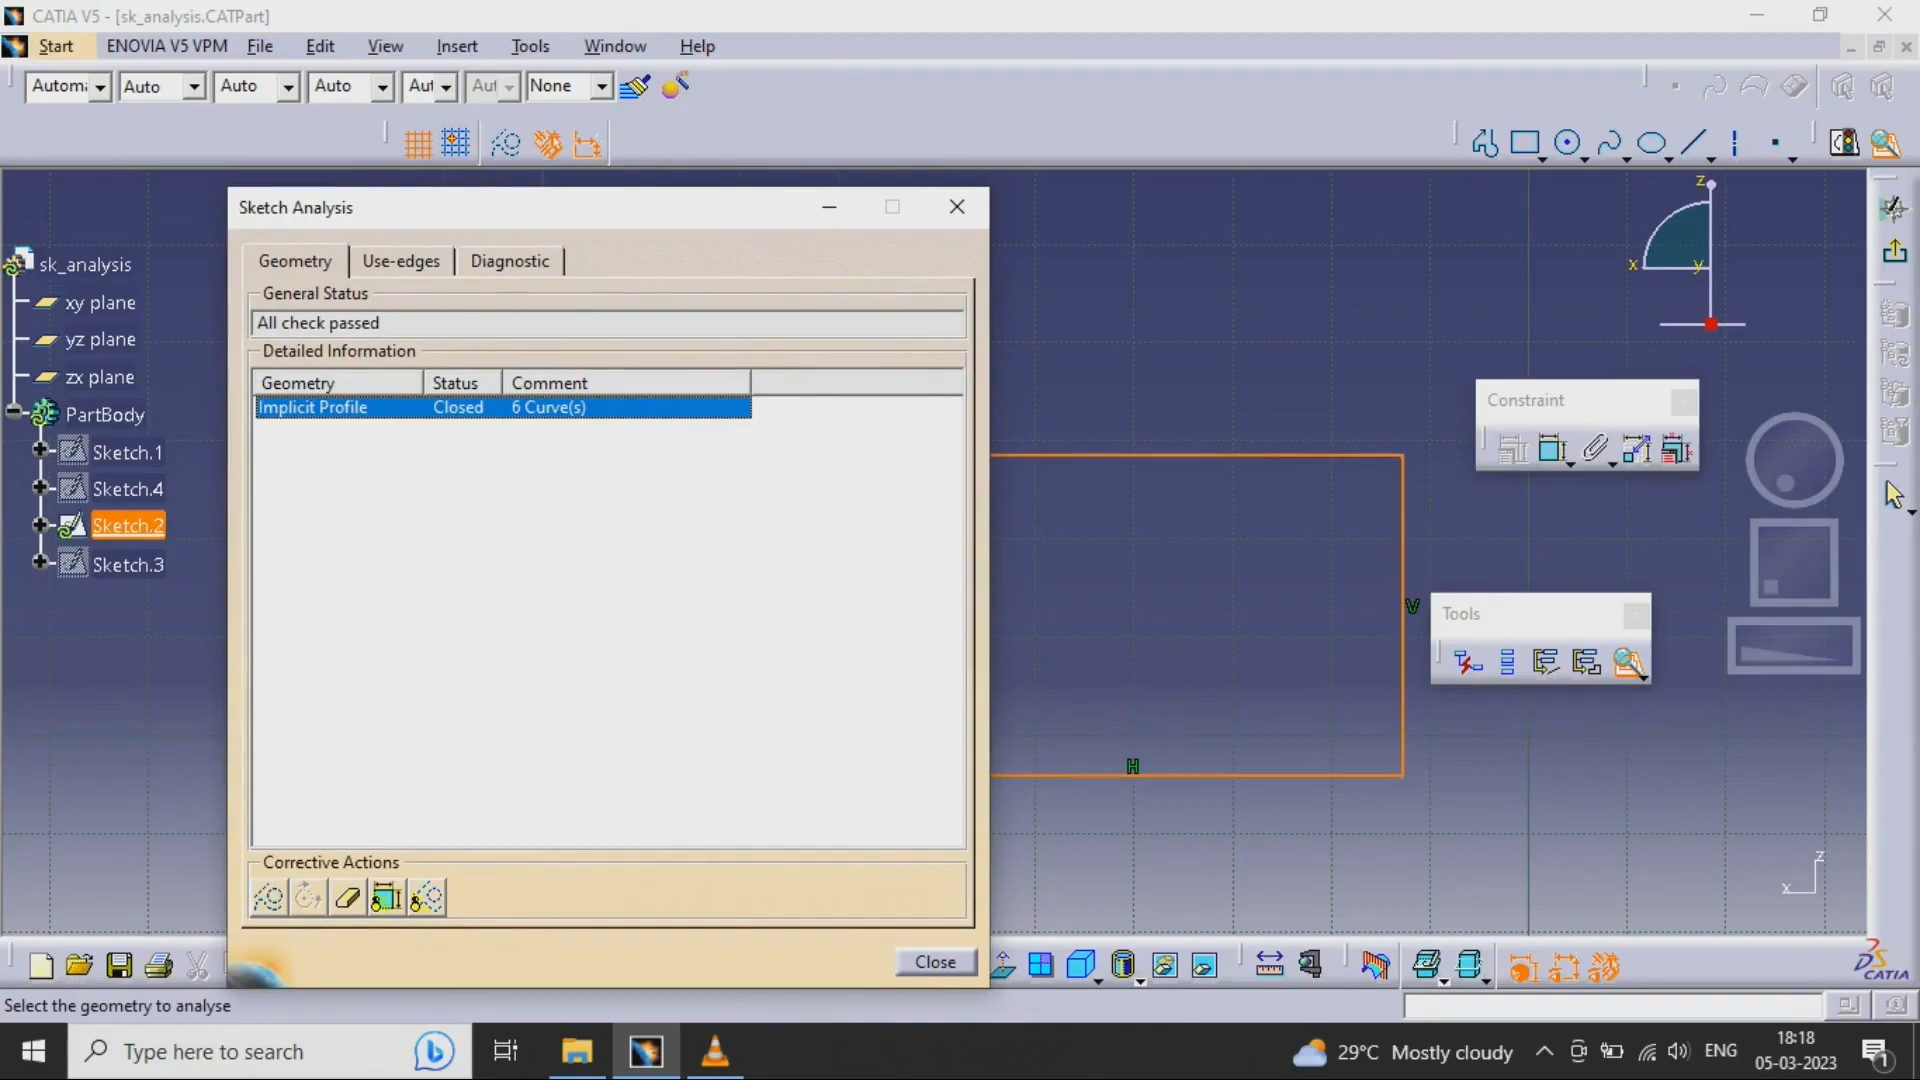 CATIA V5 - [sk_analysis.CATPart]
Start ENOVIA V5 VPM File Edit View Insert Tools Window Help
Auto Auto Auto None
Sketch Analysis
Geometry Use-edges Diagnostic
General Status
All check passed
Detailed Information
Geometry Status Comment
Implicit Profile Closed 6 Curve(s)
Corrective Actions
Close
sk_analysis
xy plane
yz plane
zx plane
PartBody
Sketch.1
Sketch.4
Sketch.2
Sketch.3
z
x y
Constraint
V
Tools
H
z
x
DS
CATIA
Select the geometry to analyse
Type here to search
29°C Mostly cloudy
ENG
18:18
05-03-2023
1